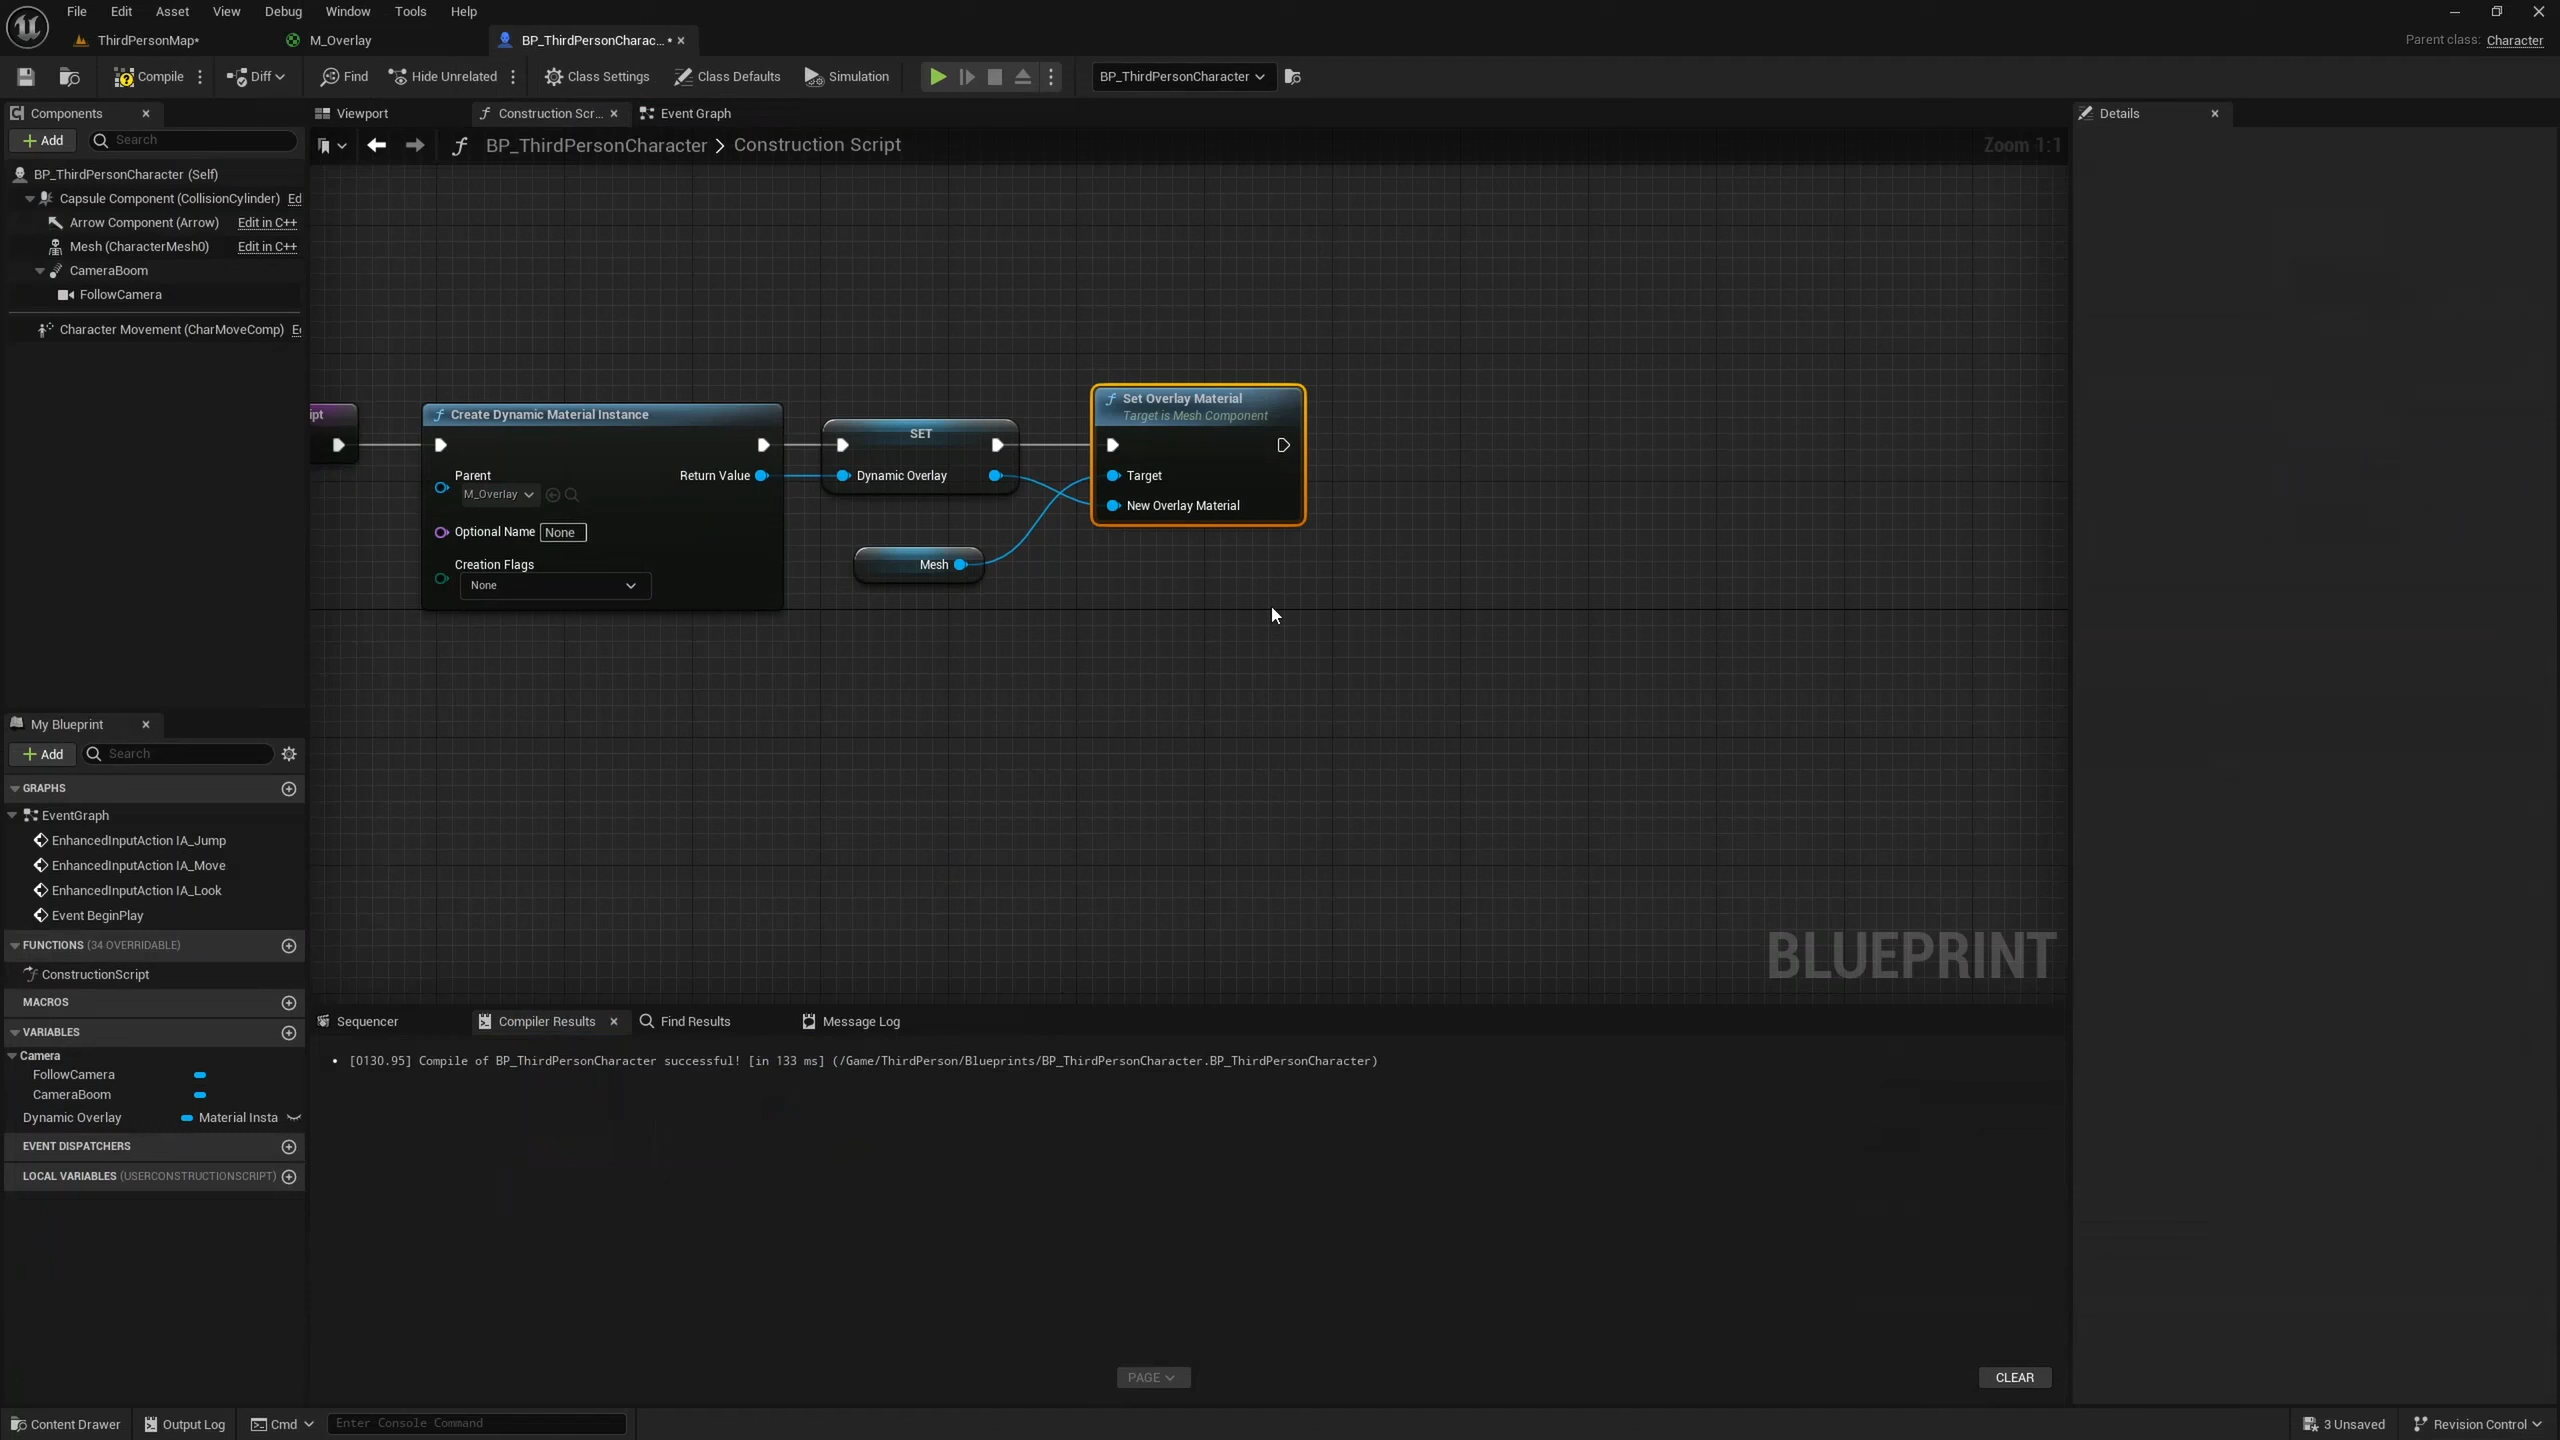 File Edit Asset View Debug Window Tools Help
ThirdPersonMap*
M_Overlay
BP_ThirdPersonCharac... *
Parent class: Character
Compile
Diff
Find
Hide Unrelated
Class Settings
Class Defaults
Simulation
BP_ThirdPersonCharacter
Components
Add
Search
BP_ThirdPersonCharacter (Self)
Capsule Component (CollisionCylinder) Ed
Arrow Component (Arrow) Edit in C++
Mesh (CharacterMesh0) Edit in C++
CameraBoom
FollowCamera
Character Movement (CharMoveComp) E
Viewport
Construction Scr...
Event Graph
BP_ThirdPersonCharacter > Construction Script
Zoom 1:1
ipt
Create Dynamic Material Instance
Parent
M_Overlay
Return Value
Optional Name None
Creation Flags
None
SET
Dynamic Overlay
Mesh
Set Overlay Material
Target is Mesh Component
Target
New Overlay Material
BLUEPRINT
Details
My Blueprint
Add
Search
GRAPHS
EventGraph
EnhancedInputAction IA_Jump
EnhancedInputAction IA_Move
EnhancedInputAction IA_Look
Event BeginPlay
FUNCTIONS (34 OVERRIDABLE)
ConstructionScript
MACROS
VARIABLES
Camera
FollowCamera
CameraBoom
Dynamic Overlay Material Insta
EVENT DISPATCHERS
LOCAL VARIABLES (USERCONSTRUCTIONSCRIPT)
Sequencer
Compiler Results
Find Results
Message Log
• [0130.95] Compile of BP_ThirdPersonCharacter successful! [in 133 ms] (/Game/ThirdPerson/Blueprints/BP_ThirdPersonCharacter.BP_ThirdPersonCharacter)
PAGE
CLEAR
Content Drawer
Output Log
Cmd
Enter Console Command
3 Unsaved
Revision Control